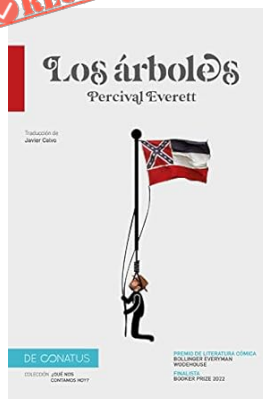 Los árboles
Percival Everett
Traducción de
Javier Calvo
DE CONATUS
COLECCIÓN ¿QUÉ NOS
CONTAMOS HOY?
PREMIO DE LITERATURA CÓMICA
BOLLINGER EVERYMAN
WODEHOUSE
FINALISTA
BOOKER PRIZE 2022